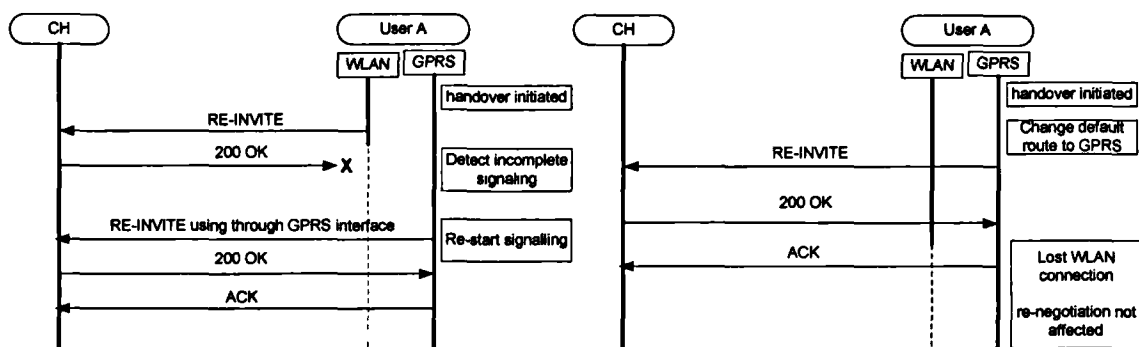 CH
User A
WLAN
GPRS
handover initiated
RE-INVITE
200 OK
X
Detect incomplete
signaling
RE-INVITE using through GPRS interface
Re-start signalling
200 OK
ACK
CH
User A
WLAN
GPRS
handover initiated
Change default
route to GPRS
RE-INVITE
200 OK
ACK
Lost WLAN
connection
re-negotiation not
affected